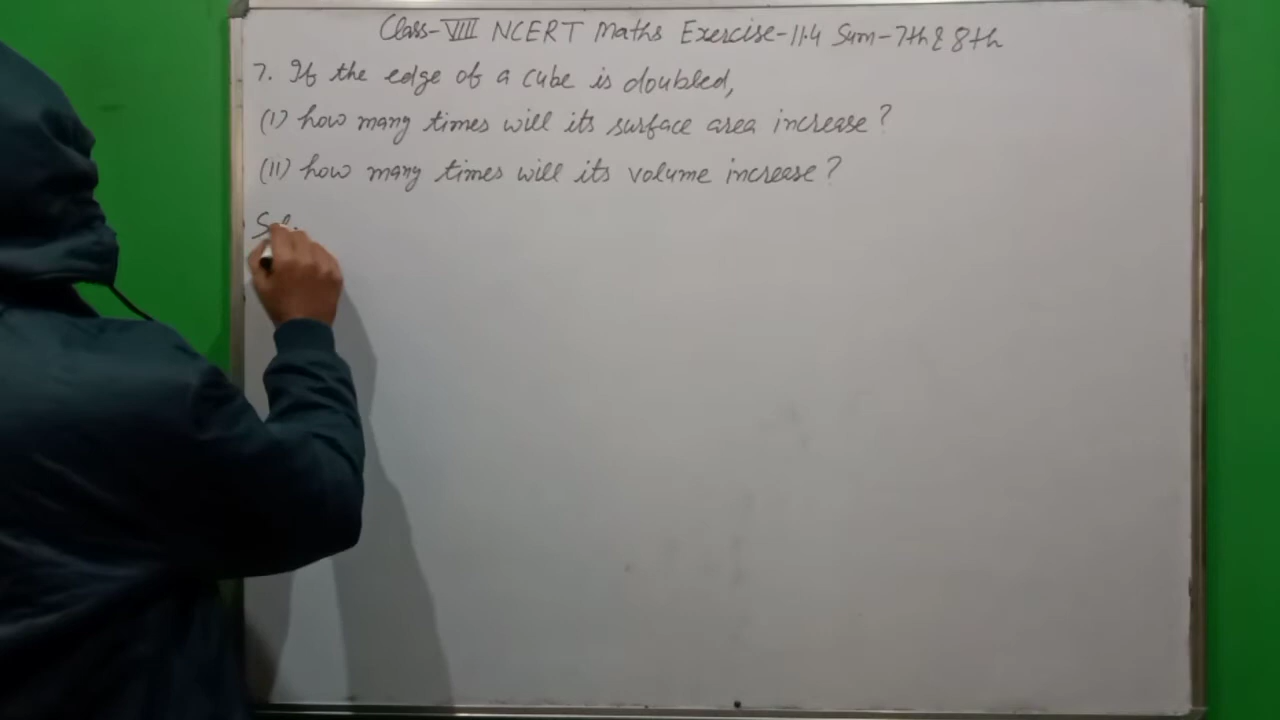 Class-VIII NCERT Maths Exercise-11.4 Sum-7th & 8th
7. If the edge of a cube is doubled,
(I) how many times will its surface area increase?
(II) how many times will its volume increase?